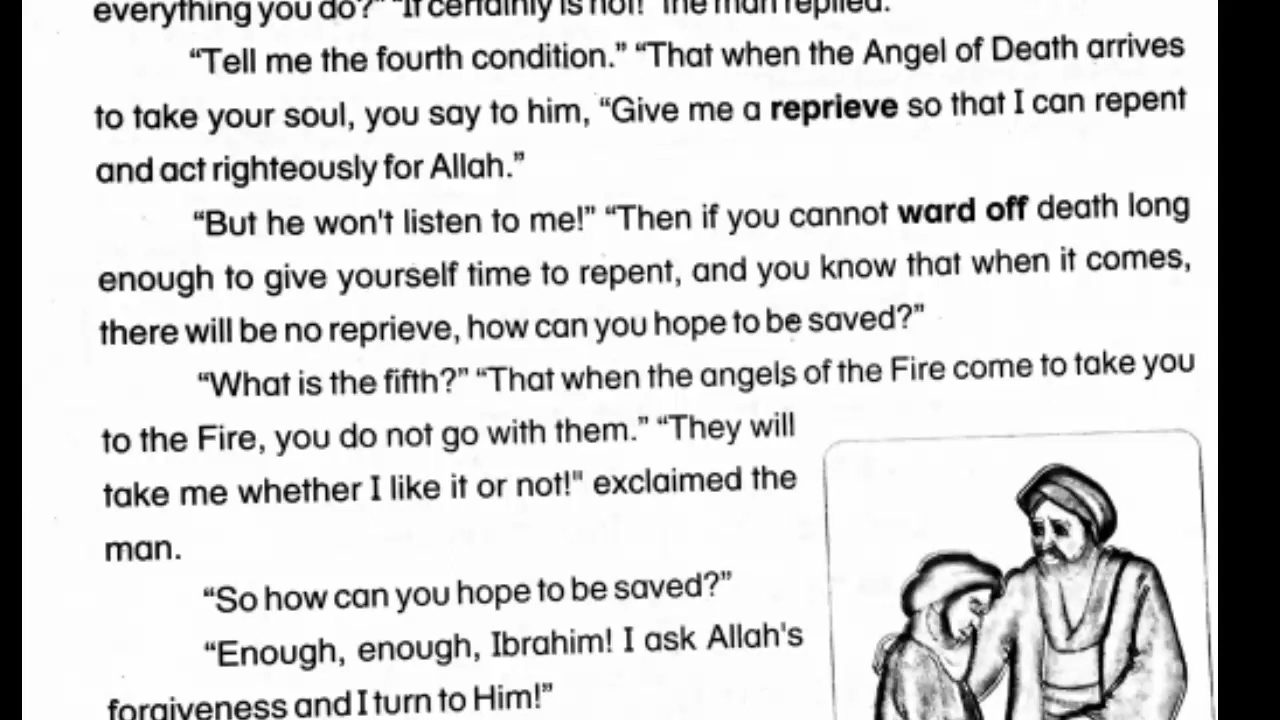 everything you do?" "It certainly is not!" the man replied.
"Tell me the fourth condition." "That when the Angel of Death arrives
to take your soul, you say to him, "Give me a reprieve so that I can repent
and act righteously for Allah."
"But he won't listen to me!" "Then if you cannot ward off death long
enough to give yourself time to repent, and you know that when it comes,
there will be no reprieve, how can you hope to be saved?"
"What is the fifth?" "That when the angels of the Fire come to take you
to the Fire, you do not go with them." "They will
take me whether I like it or not!" exclaimed the
man.
"So how can you hope to be saved?"
"Enough, enough, Ibrahim! I ask Allah's
forgiveness and I turn to Him!"